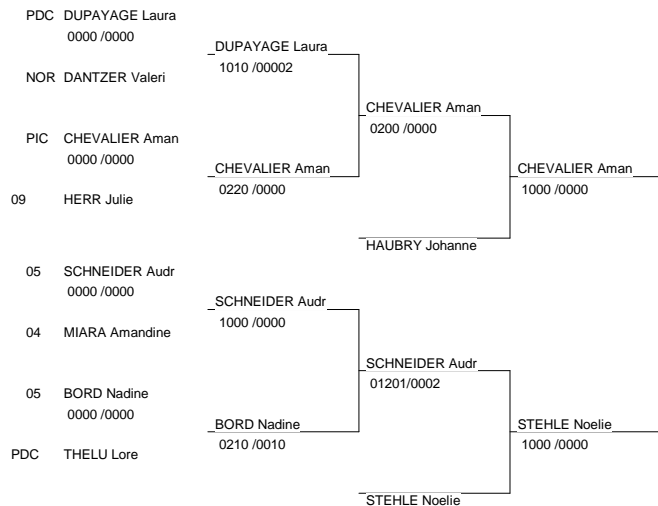 PDC DUPAYAGE Laura
0000 /0000
DUPAYAGE Laura
1010 /00002
NOR DANTZER Valeri
CHEVALIER Aman
0200 /0000
PIC CHEVALIER Aman
0000 /0000
CHEVALIER Aman
0220 /0000
CHEVALIER Aman
1000 /0000
09 HERR Julie
HAUBRY Johanne
05 SCHNEIDER Audr
0000 /0000
SCHNEIDER Audr
1000 /0000
04 MIARA Amandine
SCHNEIDER Audr
01201/0002
05 BORD Nadine
0000 /0000
BORD Nadine
0210 /0010
STEHLE Noelie
1000 /0000
PDC THELU Lore
STEHLE Noelie